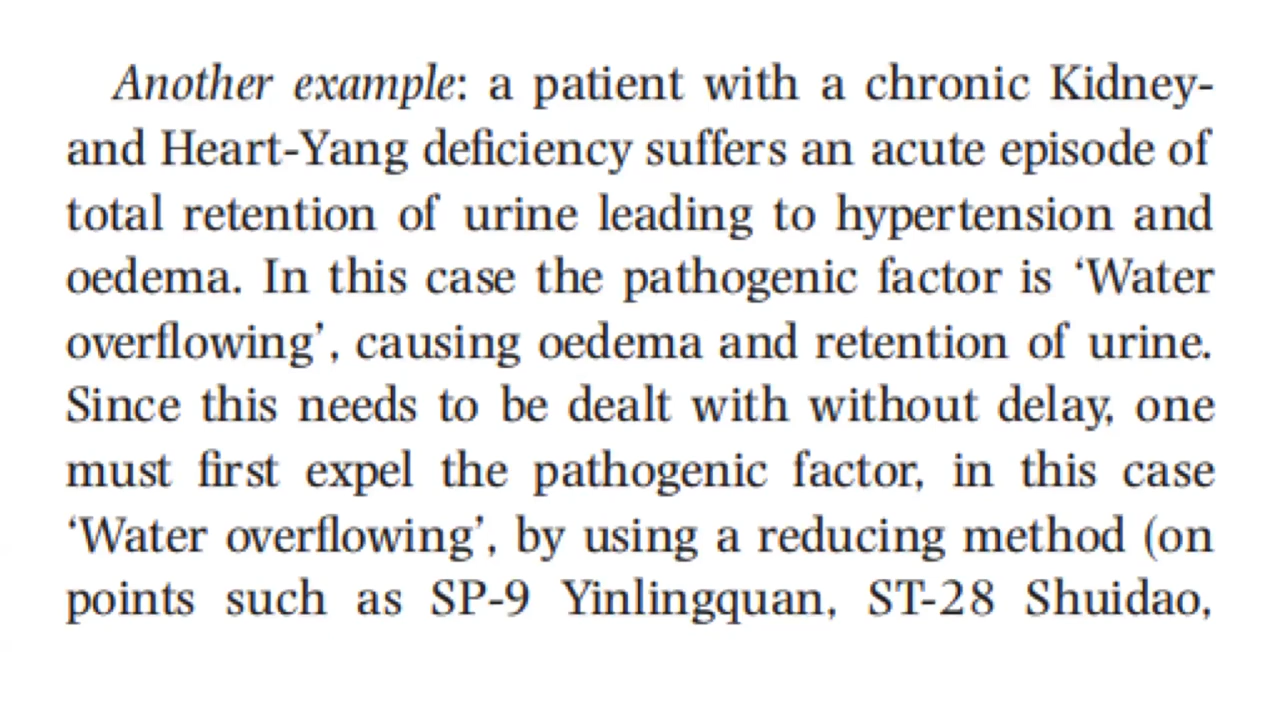 Another example: a patient with a chronic Kidney-
and Heart-Yang deficiency suffers an acute episode of
total retention of urine leading to hypertension and
oedema. In this case the pathogenic factor is ‘Water
overflowing’, causing oedema and retention of urine.
Since this needs to be dealt with without delay, one
must first expel the pathogenic factor, in this case
‘Water overflowing’, by using a reducing method (on
points such as SP-9 Yinlingquan, ST-28 Shuidao,